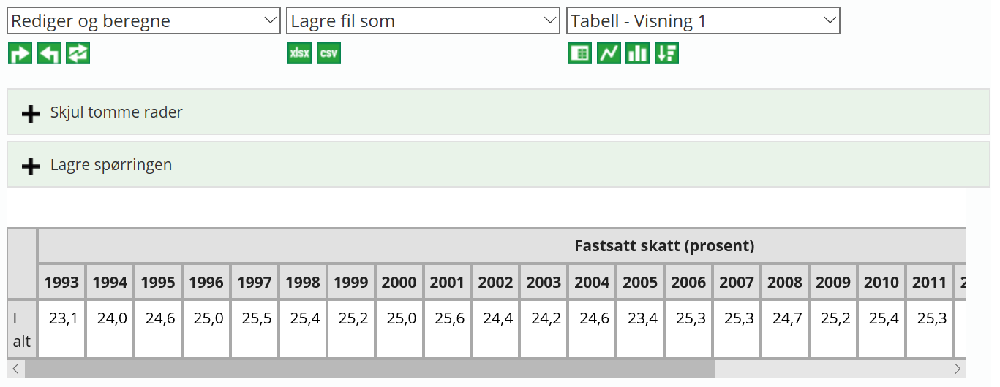 Rediger og beregne Lagre fil som Tabell - Visning 1
xlsx csv
Skjul tomme rader
Lagre spørringen
Fastsatt skatt (prosent)
1993 1994 1995 1996 1997 1998 1999 2000 2001 2002 2003 2004 2005 2006 2007 2008 2009 2010 2011
I alt 23,1 24,0 24,6 25,0 25,5 25,4 25,2 25,0 25,6 24,4 24,2 24,6 23,4 25,3 25,3 24,7 25,2 25,4 25,3